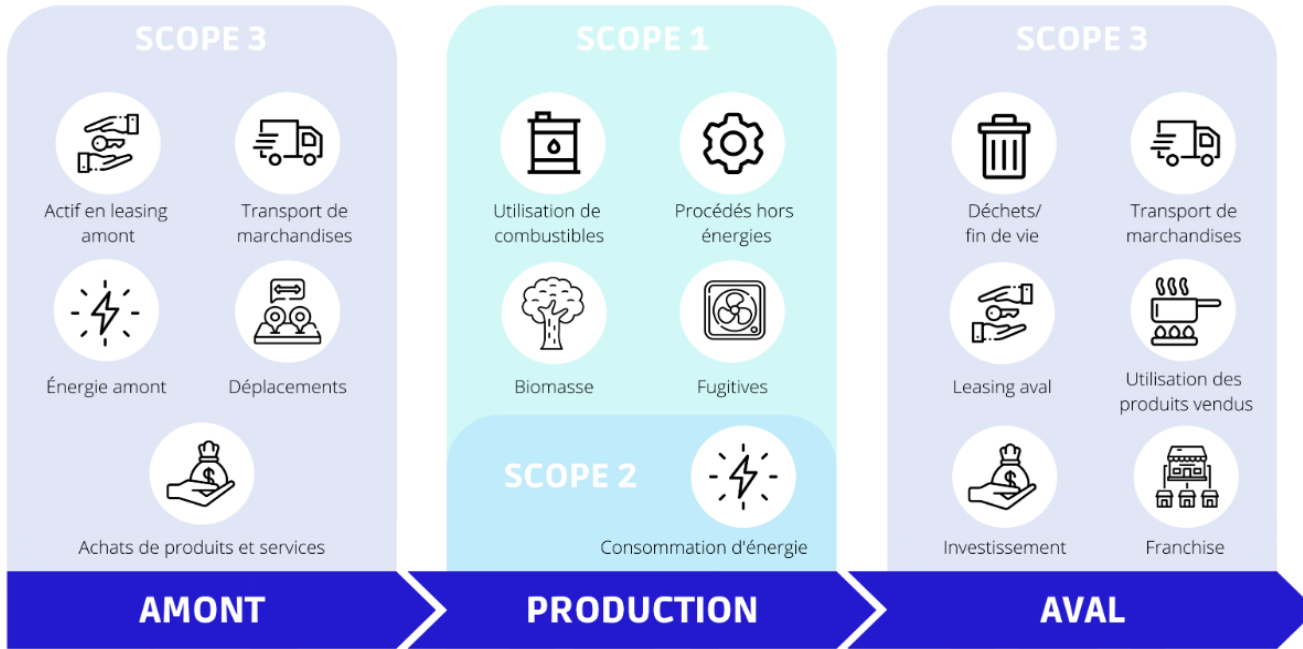 SCOPE 3
Actif en leasing
amont
Transport de
marchandises
Énergie amont
Déplacements
Achats de produits et services
AMONT
SCOPE 1
Utilisation de
combustibles
Procédés hors
énergies
Biomasse
Fugitives
SCOPE 2
Consommation d'énergie
PRODUCTION
SCOPE 3
Déchets/
fin de vie
Transport de
marchandises
Leasing aval
Utilisation des
produits vendus
Investissement
Franchise
AVAL